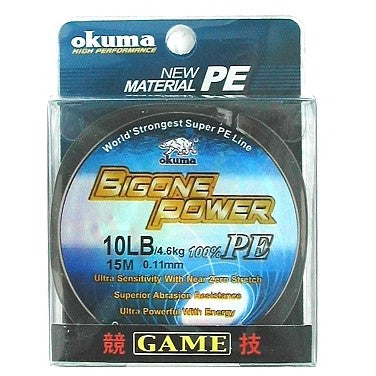 okuma
HIGH PERFORMANCE
NEW
MATERIAL PE
World Strongest Super PE Line
okuma
BIGONE
POWER
10LB/4.6kg 100% PE
15M 0.11mm
Ultra Sensitivity With Near Zero Stretch
Superior Abrasion Resistance
Ultra Powerful With Energy
競 GAME 技